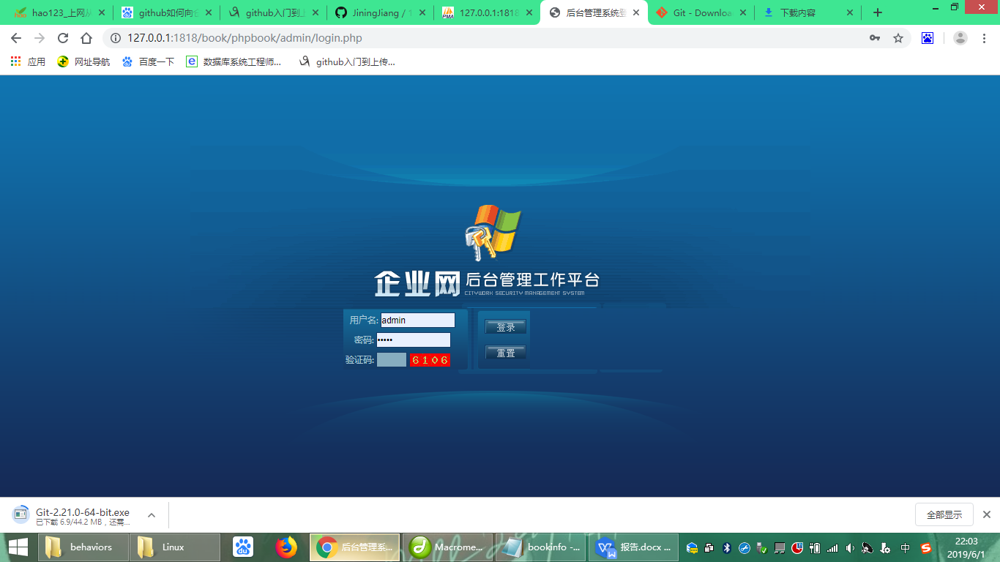 hao123_上网从
github如何向仓
github入门到上
JiningJiang / 1
127.0.0.1:1818
后台管理系统登
Git - Downloa
下载内容
127.0.0.1:1818/book/phpbook/admin/login.php
应用
网址导航
百度一下
数据库系统工程师...
github入门到上传...
企业网 后台管理工作平台
CITYWORK SECURITY MANAGEMENT SYSTEM
用户名: admin
登录
密码: •••••
验证码: 6106
重置
Git-2.21.0-64-bit.exe
已下载 6.9/44.2 MB，还需...
全部显示
behaviors
Linux
后台管理系...
Macrome...
bookinfo -...
报告.docx ...
中
22:03
2019/6/1